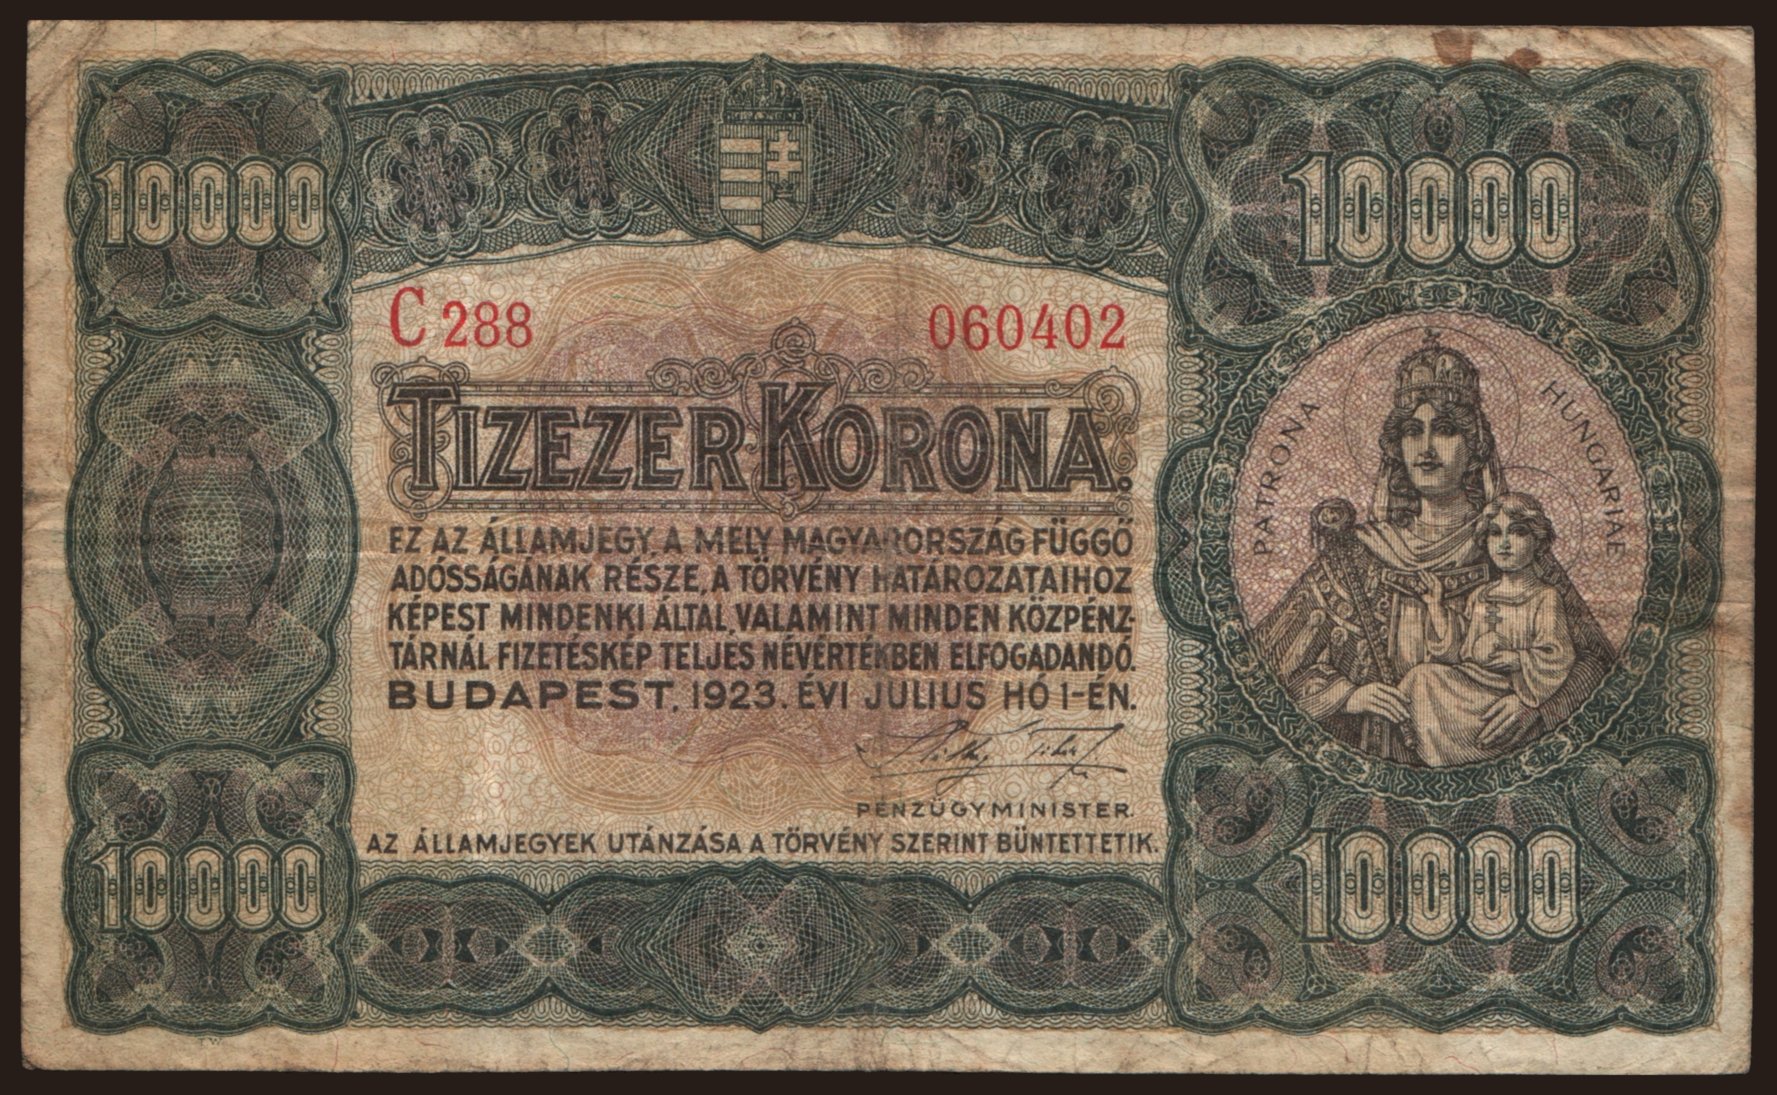 10000
10000
C 288
060402
TIZEZER KORONA.
EZ AZ ÁLLAMJEGY, A MELY MAGYARORSZÁG FÜGGŐ
ADÓSSÁGÁNAK RÉSZE, A TÖRVÉNY HATÁROZATAIHOZ
KÉPEST MINDENKI ÁLTAL, VALAMINT MINDEN KÖZPÉNZ-
TÁRNÁL FIZETÉSKÉP TELJES NÉVÉRTÉKBEN ELFOGADANDÓ.
BUDAPEST, 1923. ÉVI JULIUS HÓ 1-ÉN.
PÉNZÜGYMINISTER.
AZ ÁLLAMJEGYEK UTÁNZÁSA A TÖRVÉNY SZERINT BÜNTETTETIK.
PATRONA HUNGARIAE
10000
10000